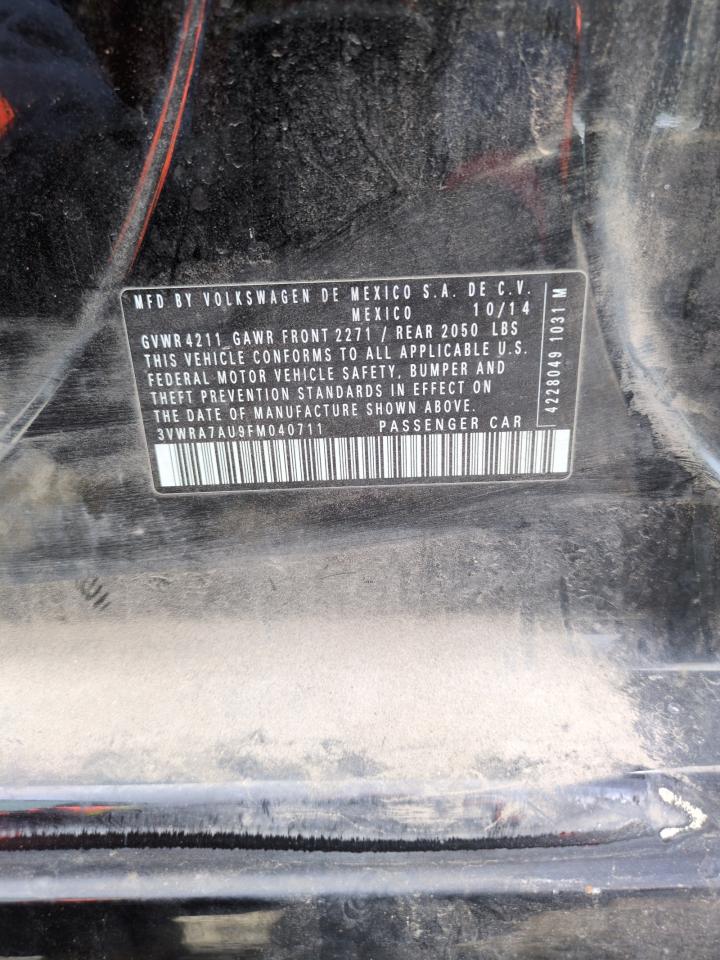 MFD BY VOLKSWAGEN DE MEXICO S.A. DE C.V.
MEXICO 10/14
GVWR 4211 GAWR FRONT 2271 / REAR 2050 LBS
THIS VEHICLE CONFORMS TO ALL APPLICABLE U.S.
FEDERAL MOTOR VEHICLE SAFETY, BUMPER AND
THEFT PREVENTION STANDARDS IN EFFECT ON
THE DATE OF MANUFACTURE SHOWN ABOVE.
3VWRA7AU9FM040711 PASSENGER CAR
4228049 1031 M